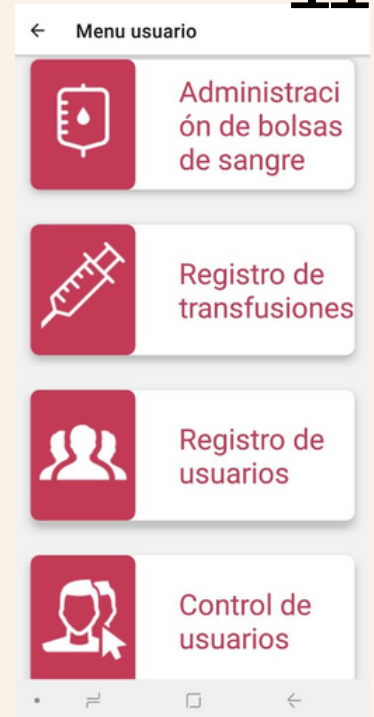 Menu usuario
Administraci
ón de bolsas
de sangre
Registro de
transfusiones
Registro de
usuarios
Control de
usuarios